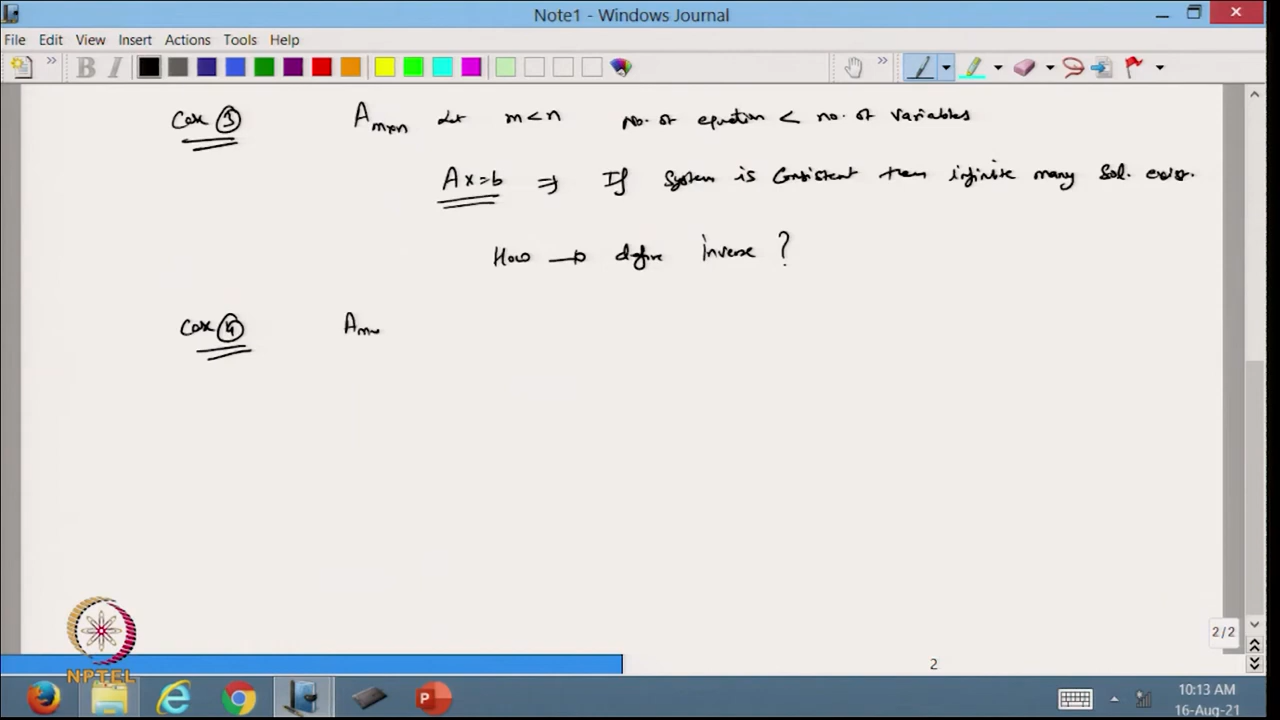 Note1 - Windows Journal
File Edit View Insert Actions Tools Help
B I
Case ③ Am×n Let m<n No. of equation < no. of variables
Ax=b ⇒ If System is Consistent then infinite many Sol. exist.
How → define inverse ?
Case ④ Am
2/2
2
NPTEL
10:13 AM
16-Aug-21